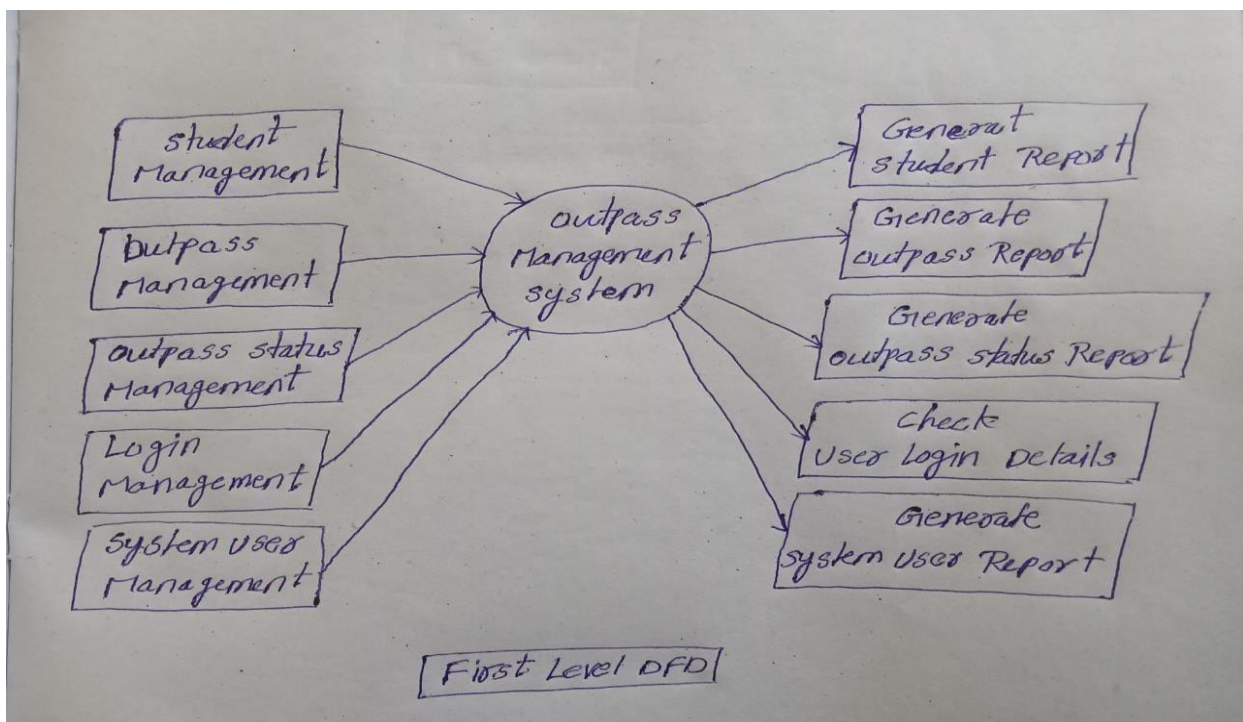 Student
Management
Outpass
Management
Outpass status
Management
Login
Management
System User
Management
Outpass
Management
System
Generat
Student Report
Generate
Outpass Report
Generate
Outpass status Report
Check
User Login Details
Generate
System User Report
First Level DFD